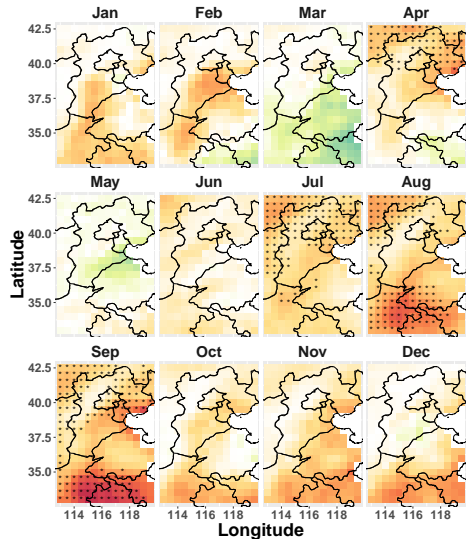 Jan Feb Mar Apr
42.5
40.0
37.5
35.0
May Jun Jul Aug
42.5
40.0
37.5
35.0
Latitude
Sep Oct Nov Dec
42.5
40.0
37.5
35.0
114 116 118 114 116 118 114 116 118 114 116 118
Longitude